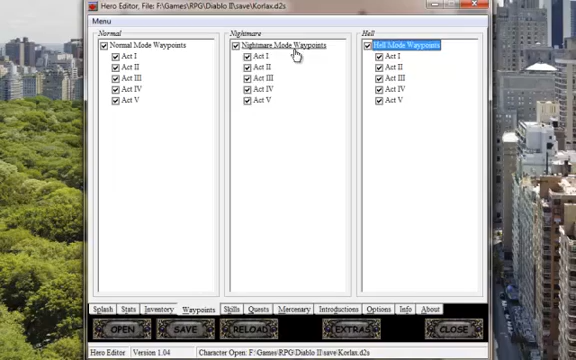 Hero Editor, File: F:\Games\RPG\Diablo II\save\Korlax.d2s
Menu
Normal
Normal Mode Waypoints
Act I
Act II
Act III
Act IV
Act V
Nightmare
Nightmare Mode Waypoints
Act I
Act II
Act III
Act IV
Act V
Hell
Hell Mode Waypoints
Act I
Act II
Act III
Act IV
Act V
Splash Stats Inventory Waypoints Skills Quests Mercenary Introductions Options Info About
OPEN SAVE RELOAD EXTRAS CLOSE
Hero Editor Version 1.04 Character Open: F:\Games\RPG\Diablo II\save\Korlax.d2s